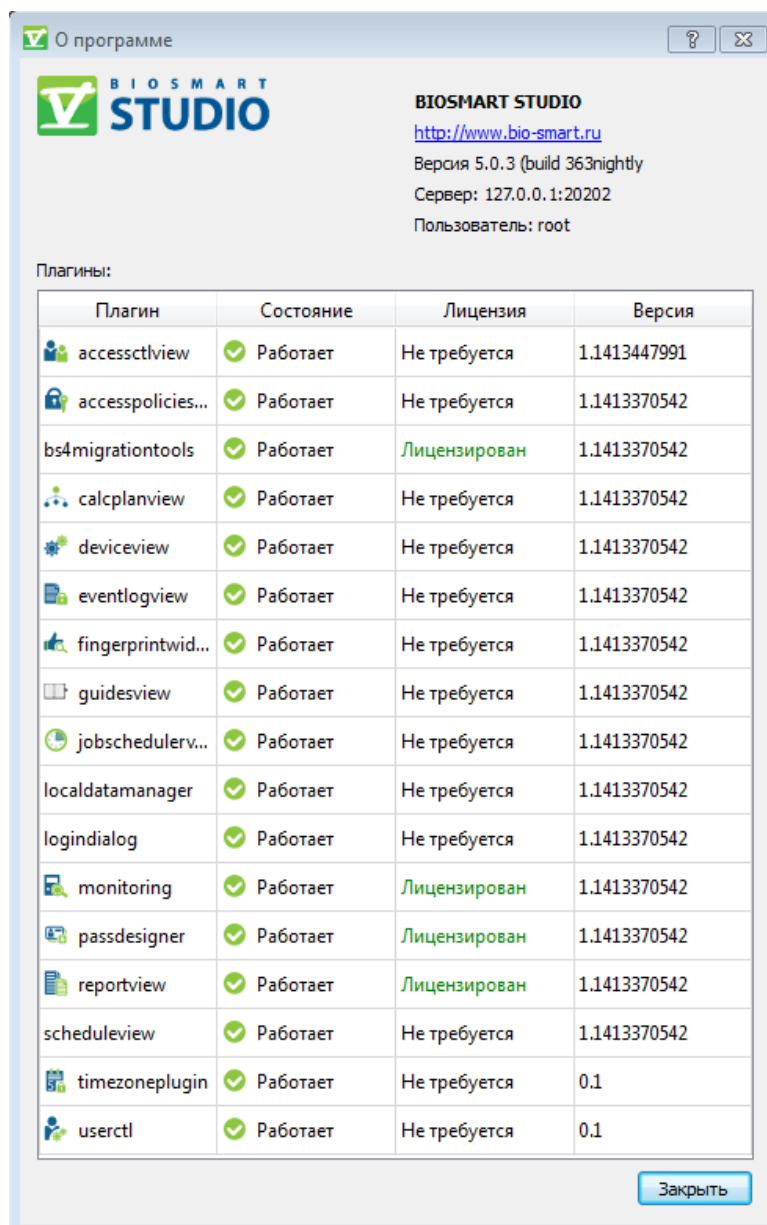 О программе
BIOSMART
STUDIO
BIOSMART STUDIO
http://www.bio-smart.ru
Версия 5.0.3 (build 363nightly
Сервер: 127.0.0.1:20202
Пользователь: root
Плагины:
Плагин Состояние Лицензия Версия
accessctlview Работает Не требуется 1.1413447991
accesspolicies... Работает Не требуется 1.1413370542
bs4migrationtools Работает Лицензирован 1.1413370542
calcplanview Работает Не требуется 1.1413370542
deviceview Работает Не требуется 1.1413370542
eventlogview Работает Не требуется 1.1413370542
fingerprintwid... Работает Не требуется 1.1413370542
guidesview Работает Не требуется 1.1413370542
jobschedulerv... Работает Не требуется 1.1413370542
localdatamanager Работает Не требуется 1.1413370542
logindialog Работает Не требуется 1.1413370542
monitoring Работает Лицензирован 1.1413370542
passdesigner Работает Лицензирован 1.1413370542
reportview Работает Лицензирован 1.1413370542
scheduleview Работает Не требуется 1.1413370542
timezoneplugin Работает Не требуется 0.1
userctl Работает Не требуется 0.1
Закрыть